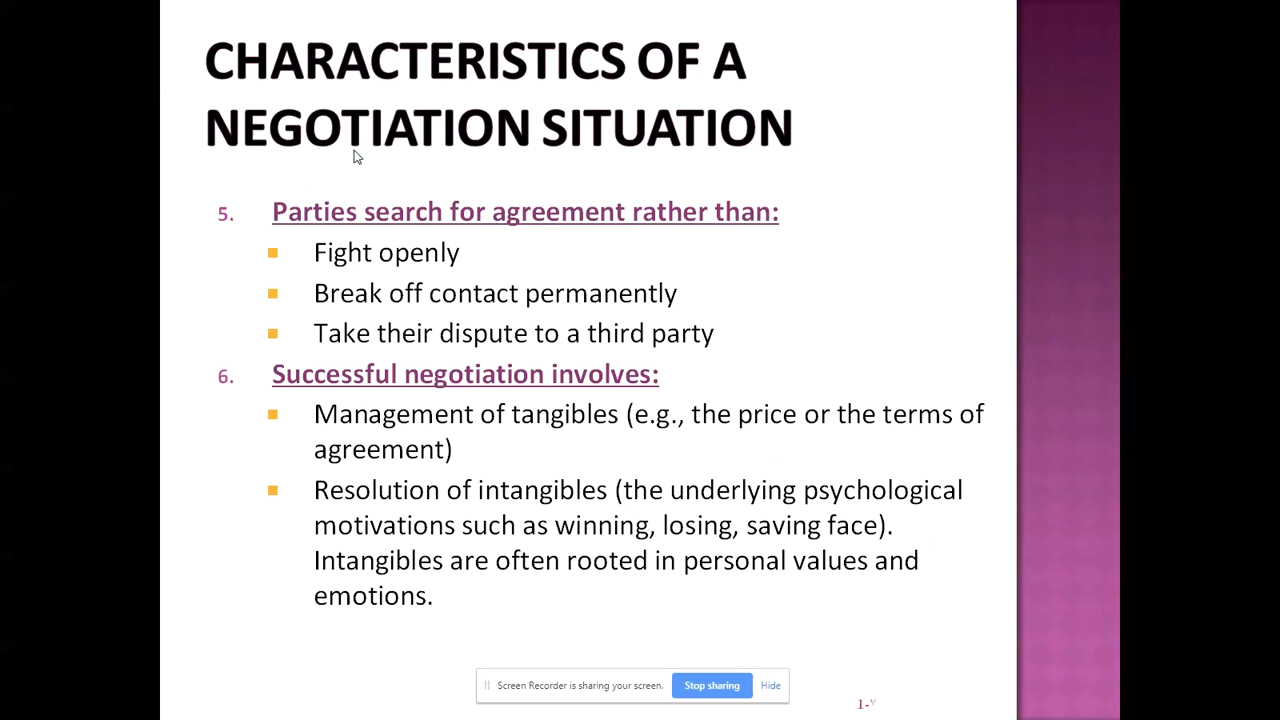 CHARACTERISTICS OF A
NEGOTIATION SITUATION
5. Parties search for agreement rather than:
■ Fight openly
■ Break off contact permanently
■ Take their dispute to a third party
6. Successful negotiation involves:
■ Management of tangibles (e.g., the price or the terms of
agreement)
■ Resolution of intangibles (the underlying psychological
motivations such as winning, losing, saving face).
Intangibles are often rooted in personal values and
emotions.
Screen Recorder is sharing your screen. Stop sharing Hide
1-٧